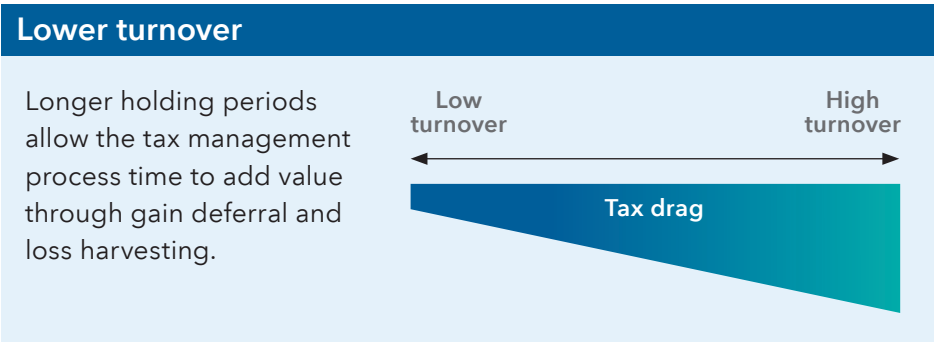 Lower turnover
Longer holding periods
allow the tax management
process time to add value
through gain deferral and
loss harvesting.
Low
turnover
High
turnover
Tax drag